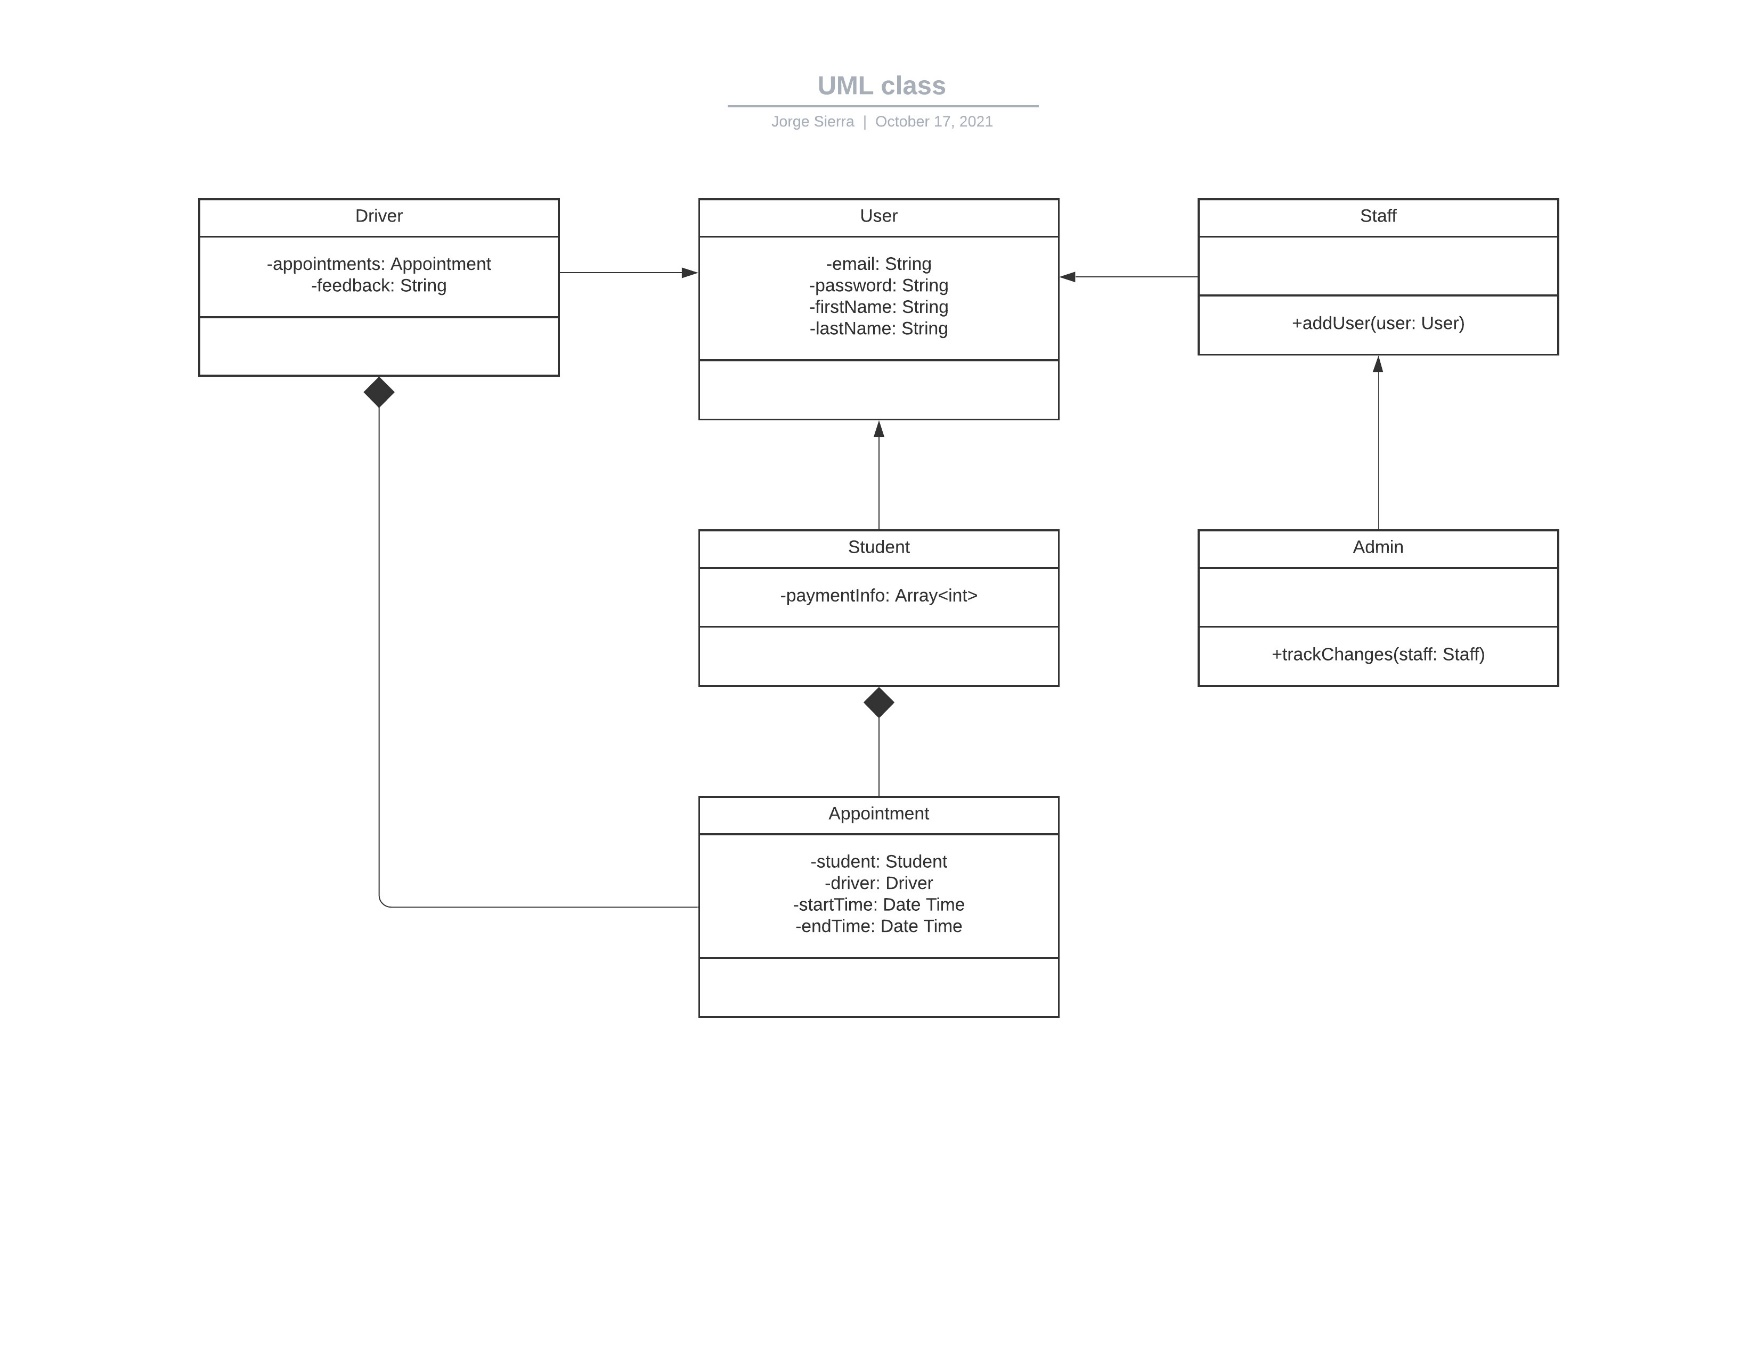 UML class
Jorge Sierra | October 17, 2021
Driver
-appointments: Appointment
-feedback: String
User
-email: String
-password: String
-firstName: String
-lastName: String
Staff
+addUser(user: User)
Student
-paymentInfo: Array<int>
Admin
+trackChanges(staff: Staff)
Appointment
-student: Student
-driver: Driver
-startTime: Date Time
-endTime: Date Time